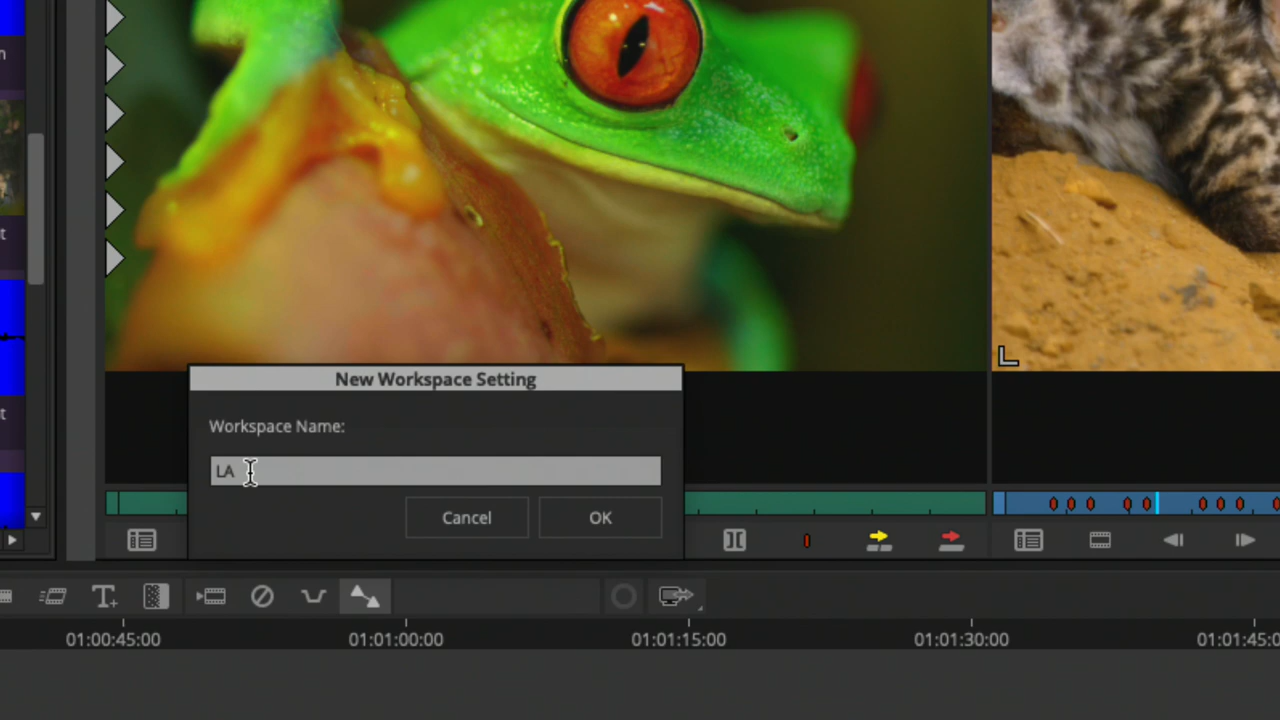 n
t
New Workspace Setting
Workspace Name:
LA
Cancel
OK
t
T+
01:00:45:00
01:01:00:00
01:01:15:00
01:01:30:00
01:01:45:0